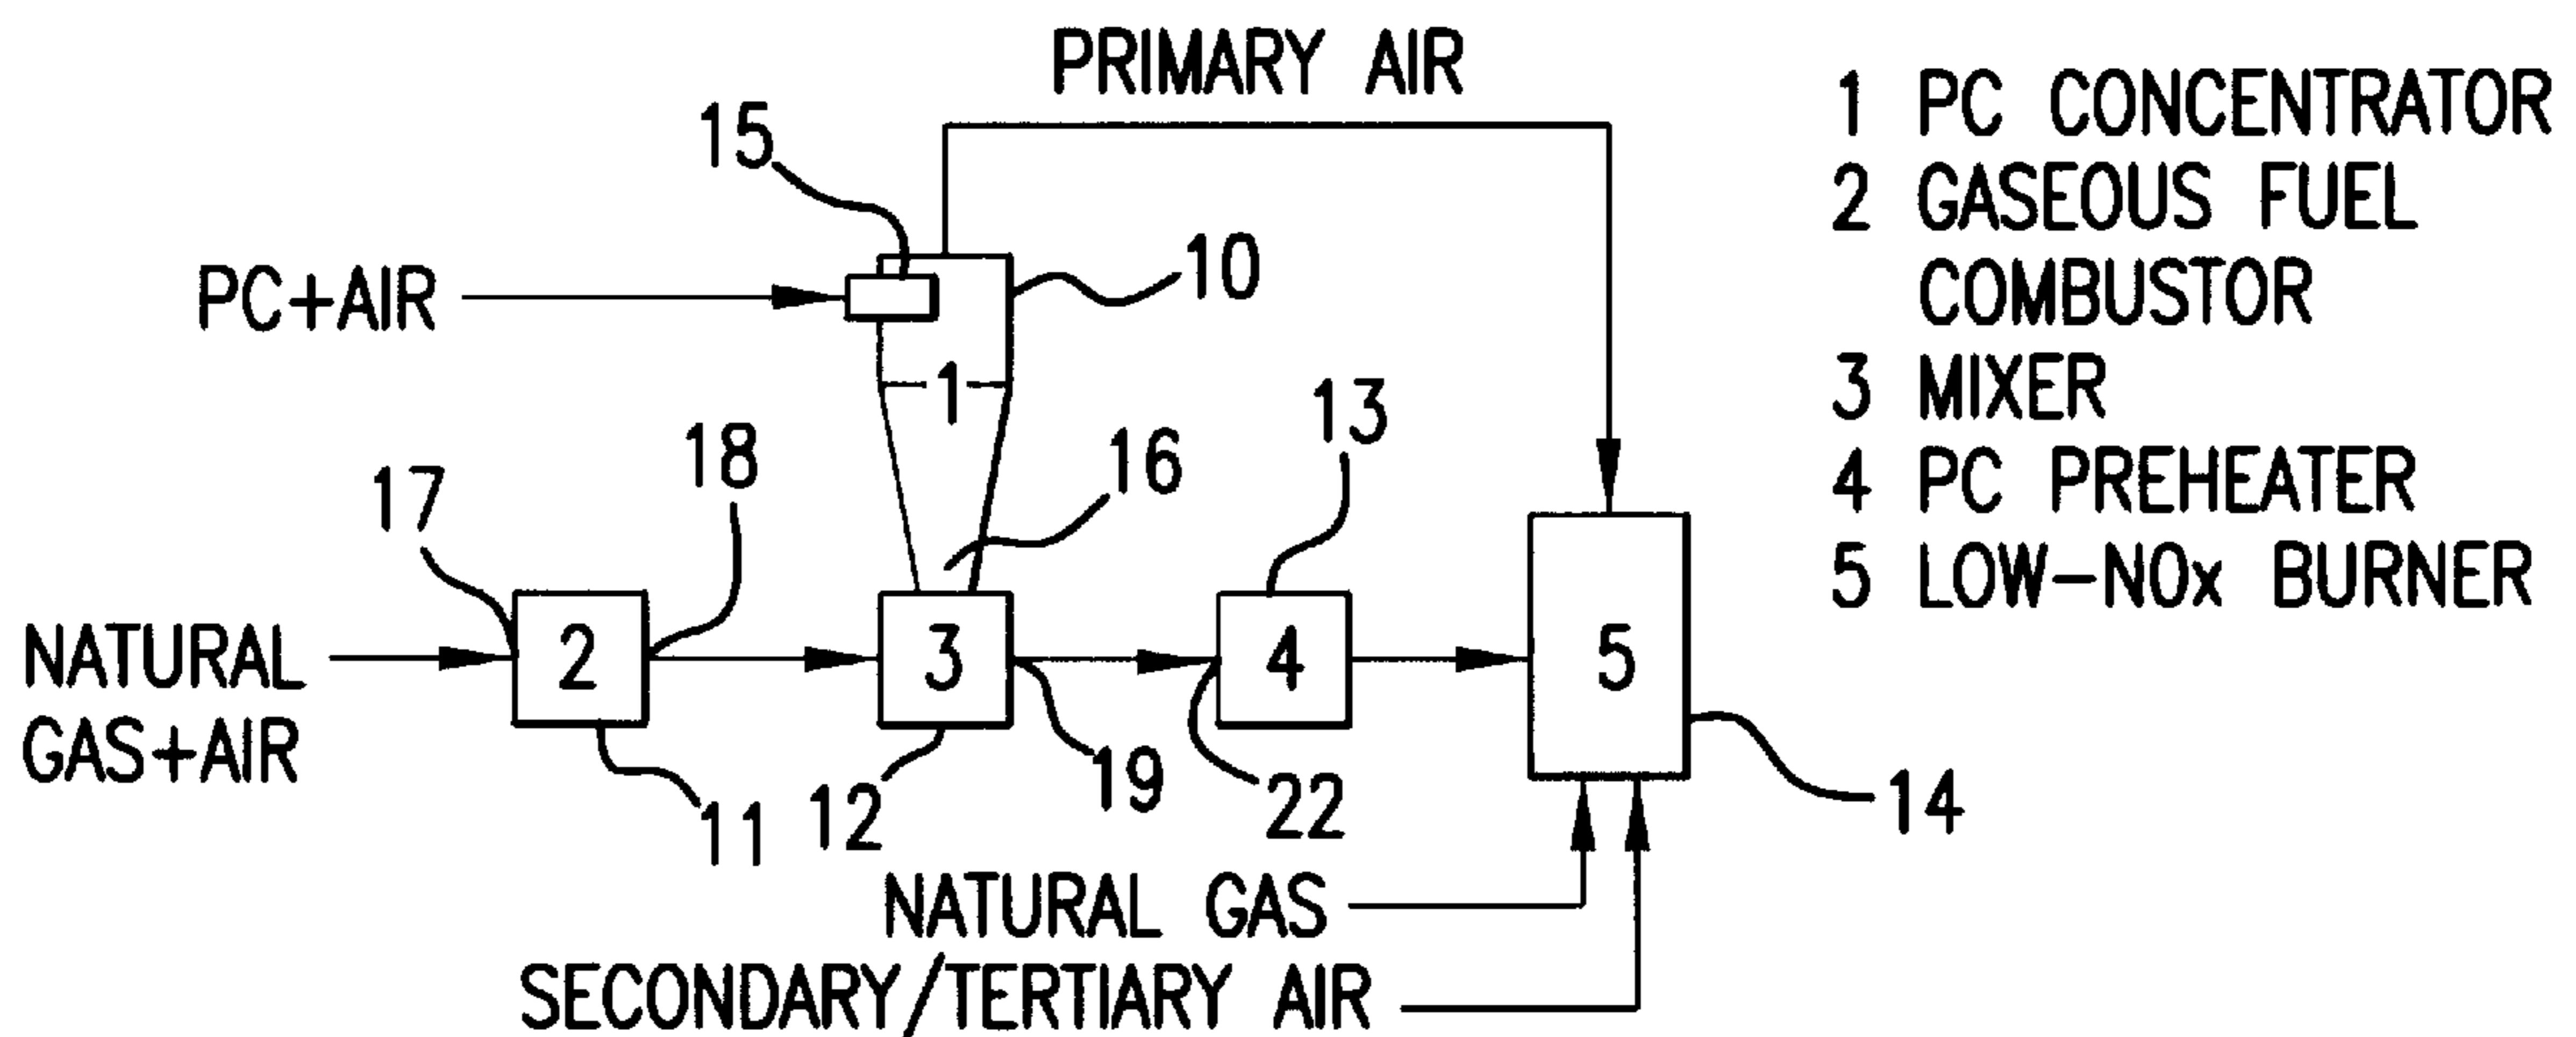 PRIMARY AIR
1 PC CONCENTRATOR
15
2 GASEOUS FUEL
COMBUSTOR
PC+AIR
10
1
3 MIXER
13
16
18
17
4 PC PREHEATER
5 LOW-NOx BURNER
NATURAL
GAS+AIR
2
3
4
5
11
12
19
22
14
NATURAL GAS
SECONDARY/TERTIARY AIR